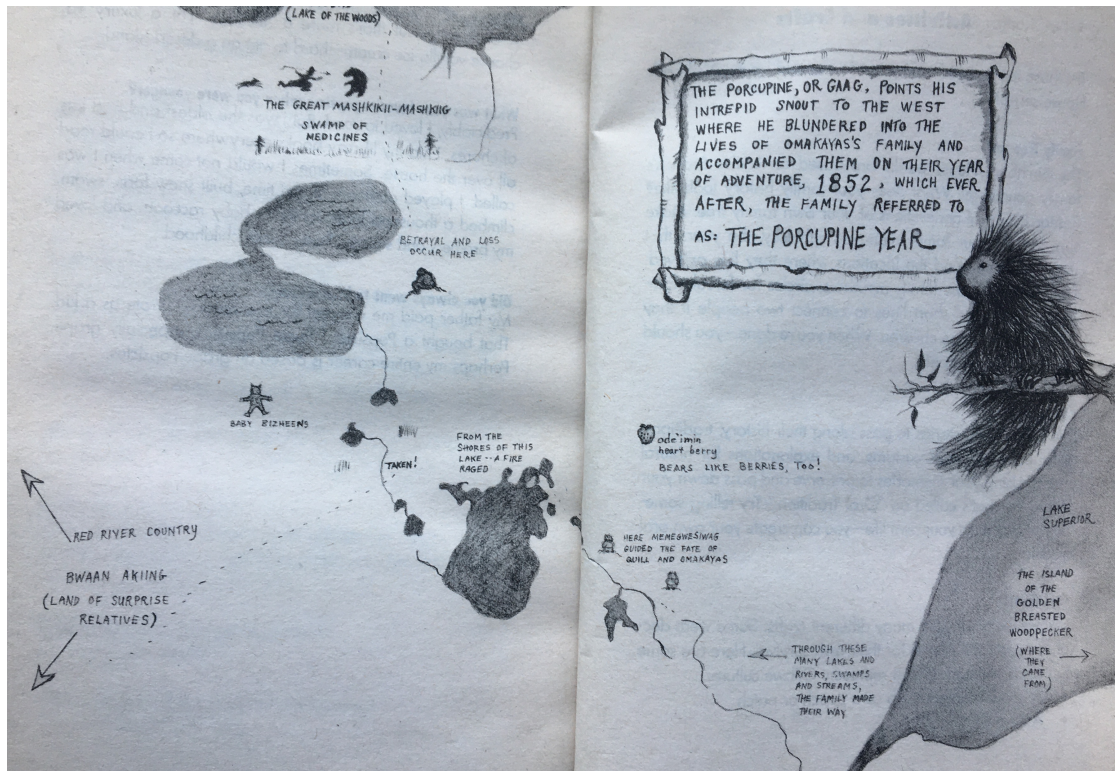 (LAKE OF THE WOODS)
THE GREAT MASHKIKII-MASHKIIG
SWAMP OF
MEDICINES
BETRAYAL AND LOSS
OCCUR HERE
BABY BIZHEENS
TAKEN!
FROM THE
SHORES OF THIS
LAKE -- A FIRE
RAGED
RED RIVER COUNTRY
BWAAN AKIING
(LAND OF SURPRISE
RELATIVES)
THE PORCUPINE, OR GAAG, POINTS HIS
INTREPID SNOUT TO THE WEST
WHERE HE BLUNDERED INTO THE
LIVES OF OMAKAYAS'S FAMILY AND
ACCOMPANIED THEM ON THEIR YEAR
OF ADVENTURE, 1852, WHICH EVER
AFTER, THE FAMILY REFERRED TO
AS: THE PORCUPINE YEAR
ode'imin
heart berry
BEARS LIKE BERRIES, TOO!
HERE MEMEGWESIWAG
GUIDED THE FATE OF
QUILL AND OMAKAYAS
THROUGH THESE
MANY LAKES AND
RIVERS, SWAMPS
AND STREAMS,
THE FAMILY MADE
THEIR WAY
LAKE
SUPERIOR
THE ISLAND
OF THE
GOLDEN
BREASTED
WOODPECKER
(WHERE
THEY
CAME
FROM)